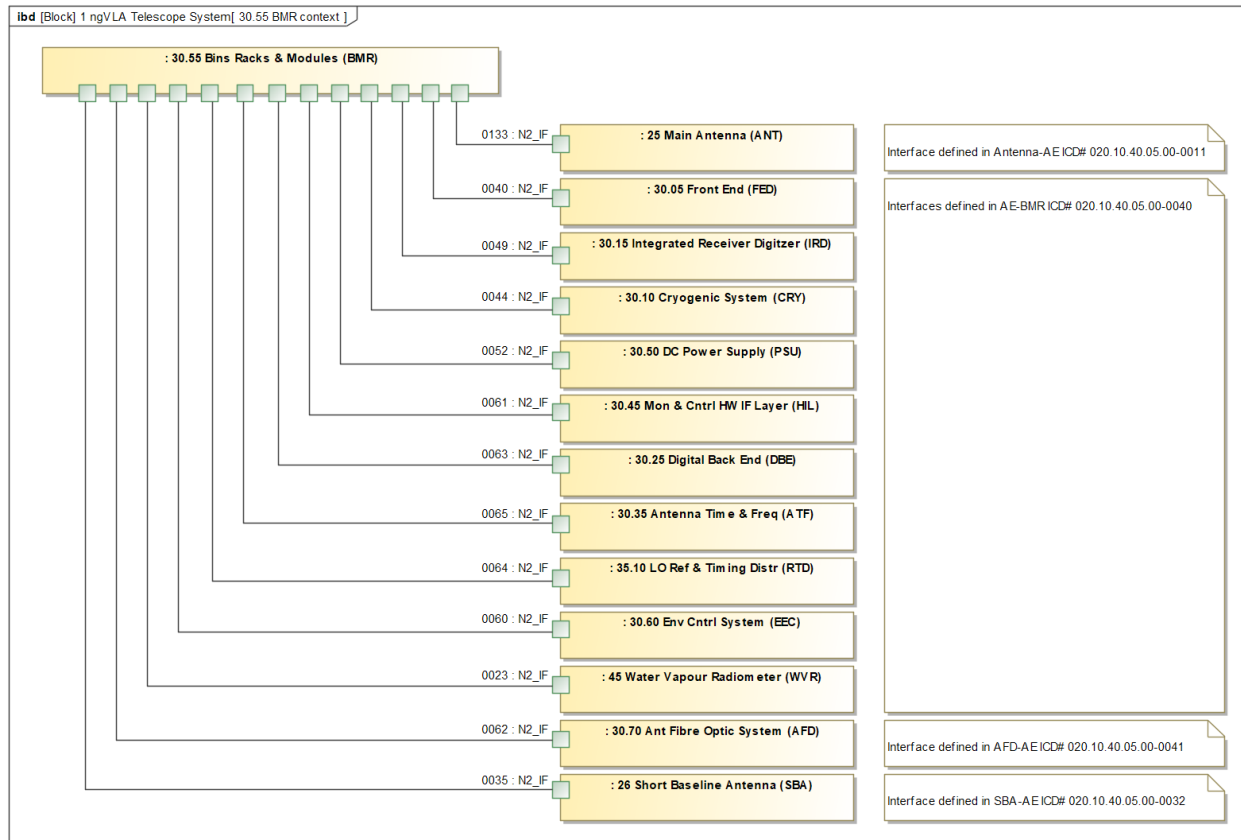 ibd [Block] 1 ngVLA Telescope System[ 30.55 BMR context ]
: 30.55 Bins Racks & Modules (BMR)
0133 : N2_IF
: 25 Main Antenna (ANT)
Interface defined in Antenna-AE ICD# 020.10.40.05.00-0011
0040 : N2_IF
: 30.05 Front End (FED)
Interfaces defined in AE-BMR ICD# 020.10.40.05.00-0040
0049 : N2_IF
: 30.15 Integrated Receiver Digitzer (IRD)
0044 : N2_IF
: 30.10 Cryogenic System (CRY)
0052 : N2_IF
: 30.50 DC Power Supply (PSU)
0061 : N2_IF
: 30.45 Mon & Cntrl HW IF Layer (HIL)
0063 : N2_IF
: 30.25 Digital Back End (DBE)
0065 : N2_IF
: 30.35 Antenna Time & Freq (ATF)
0064 : N2_IF
: 35.10 LO Ref & Timing Distr (RTD)
0060 : N2_IF
: 30.60 Env Cntrl System (EEC)
0023 : N2_IF
: 45 Water Vapour Radiometer (WVR)
0062 : N2_IF
: 30.70 Ant Fibre Optic System (AFD)
Interface defined in AFD-AE ICD# 020.10.40.05.00-0041
0035 : N2_IF
: 26 Short Baseline Antenna (SBA)
Interface defined in SBA-AE ICD# 020.10.40.05.00-0032